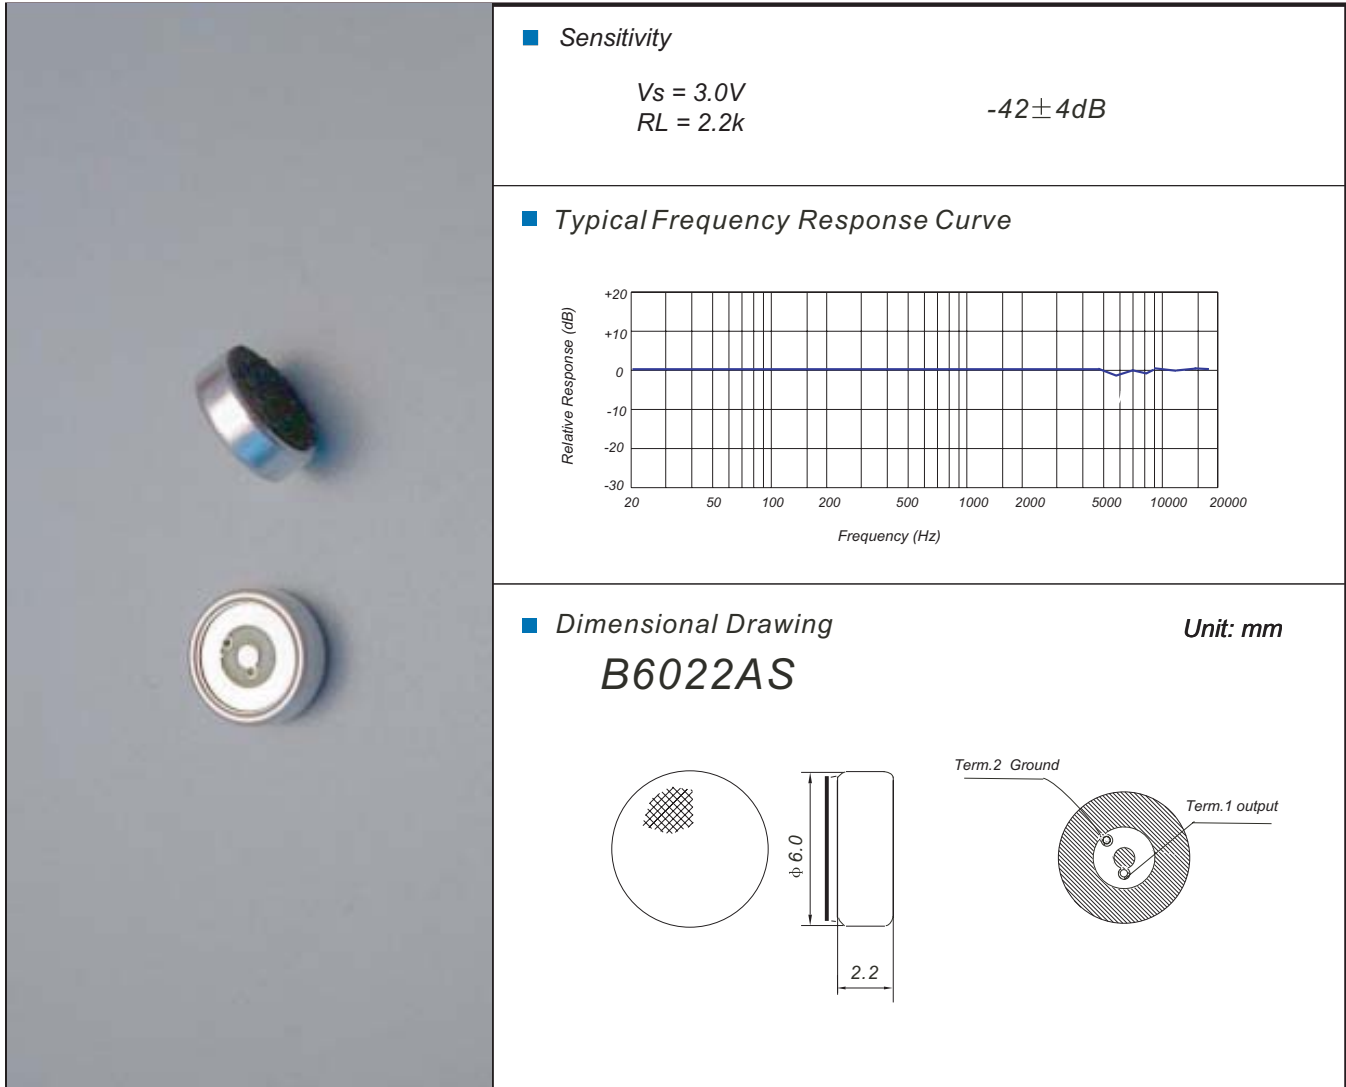 Sensitivity
Vs = 3.0V
RL = 2.2k
-42±4dB
Typical Frequency Response Curve
Relative Response (dB)
+20
+10
0
-10
-20
-30
20 50 100 200 500 1000 2000 5000 10000 20000
Frequency (Hz)
Dimensional Drawing
Unit: mm
B6022AS
Term.2 Ground
Term.1 output
φ 6.0
2.2